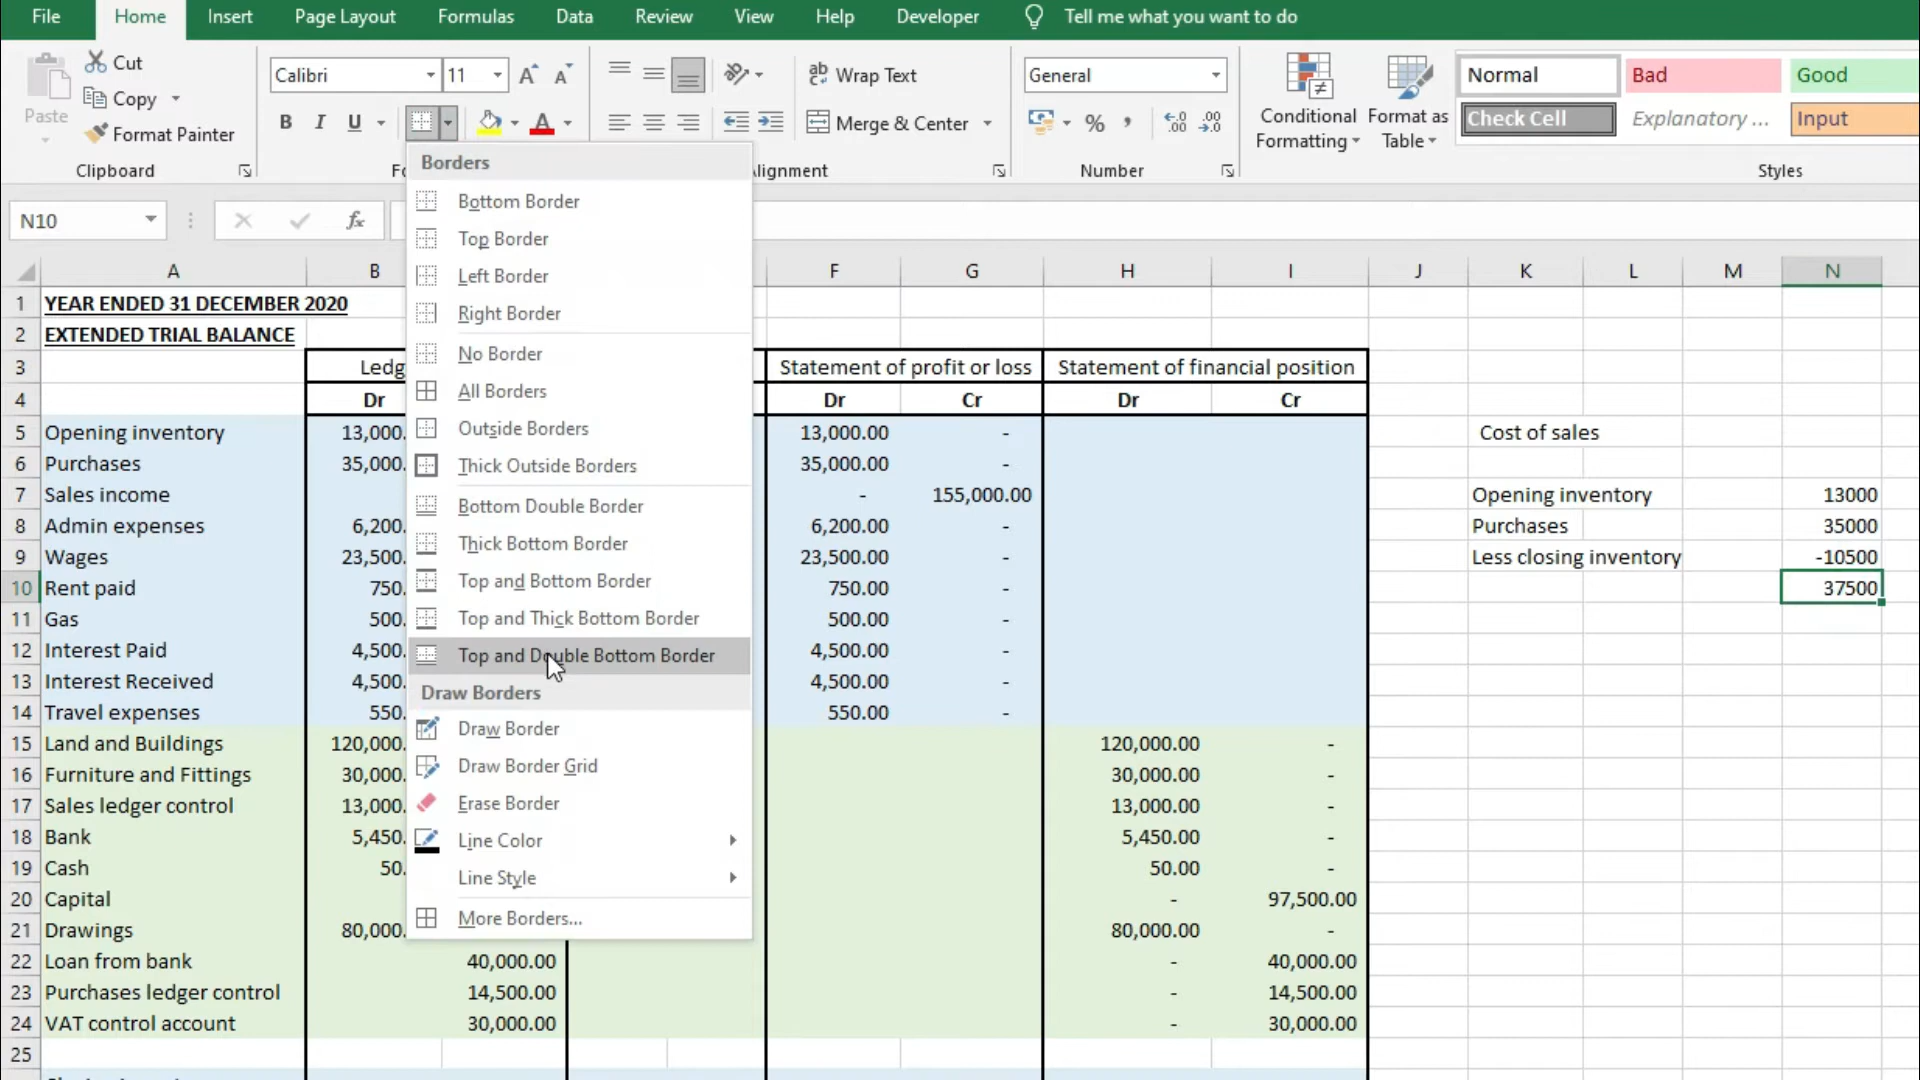 File Home Insert Page Layout Formulas Data Review View Help Developer Tell me what you want to do
Paste Cut Copy Format Painter
Calibri 11
B I U A
ab Wrap Text
Merge & Center
General
% ,
Conditional Formatting
Format as Table
Normal Bad Good
Check Cell Explanatory ... Input
Clipboard Number Styles
lignment
N10 fx
A B F G H I J K L M N
1 YEAR ENDED 31 DECEMBER 2020
2 EXTENDED TRIAL BALANCE
3 Ledg Statement of profit or loss Statement of financial position
4 Dr Dr Cr Dr Cr
5 Opening inventory 13,000. 13,000.00 - Cost of sales
6 Purchases 35,000. 35,000.00 -
7 Sales income - 155,000.00 Opening inventory 13000
8 Admin expenses 6,200. 6,200.00 - Purchases 35000
9 Wages 23,500. 23,500.00 - Less closing inventory -10500
10 Rent paid 750. 750.00 - 37500
11 Gas 500. 500.00 -
12 Interest Paid 4,500. 4,500.00 -
13 Interest Received 4,500. 4,500.00 -
14 Travel expenses 550. 550.00 -
15 Land and Buildings 120,000. 120,000.00 -
16 Furniture and Fittings 30,000. 30,000.00 -
17 Sales ledger control 13,000. 13,000.00 -
18 Bank 5,450. 5,450.00 -
19 Cash 50. 50.00 -
20 Capital - 97,500.00
21 Drawings 80,000. 80,000.00 -
22 Loan from bank 40,000.00 - 40,000.00
23 Purchases ledger control 14,500.00 - 14,500.00
24 VAT control account 30,000.00 - 30,000.00
25
Borders
Bottom Border
Top Border
Left Border
Right Border
No Border
All Borders
Outside Borders
Thick Outside Borders
Bottom Double Border
Thick Bottom Border
Top and Bottom Border
Top and Thick Bottom Border
Top and Double Bottom Border
Draw Borders
Draw Border
Draw Border Grid
Erase Border
Line Color
Line Style
More Borders...